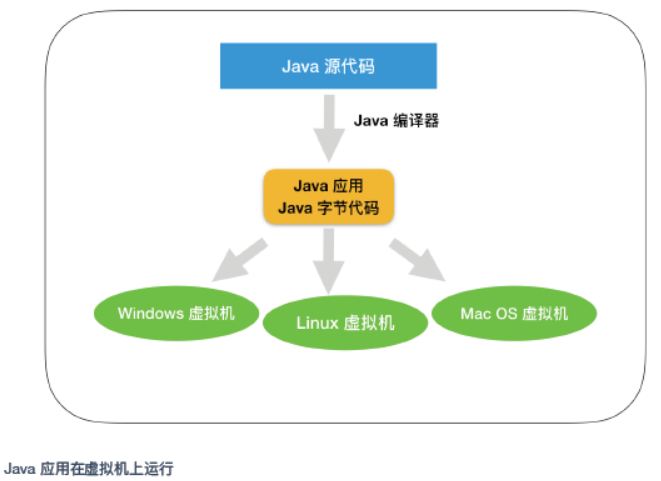 Java 源代码
Java 编译器
Java 应用
Java 字节代码
Windows 虚拟机
Linux 虚拟机
Mac OS 虚拟机
Java 应用在虚拟机上运行